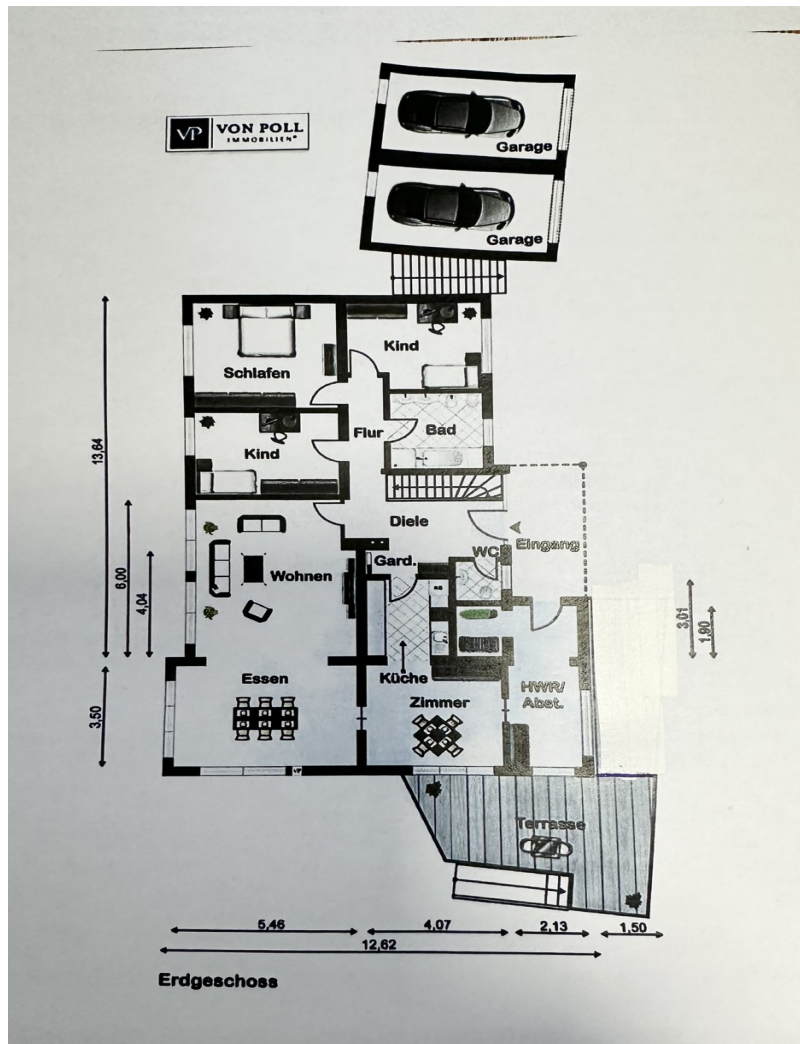 VP VON POLL
IMMOBILIEN®
Garage
Garage
Kind
Schlafen
Flur
Bad
Kind
Diele
Eingang
WC
Gard.
Wohnen
Küche
Essen
Zimmer
HWR/
Abst.
Terrasse
13,64
6,00
4,04
3,50
3,01
1,90
5,46
4,07
2,13
1,50
12,62
VP
Erdgeschoss